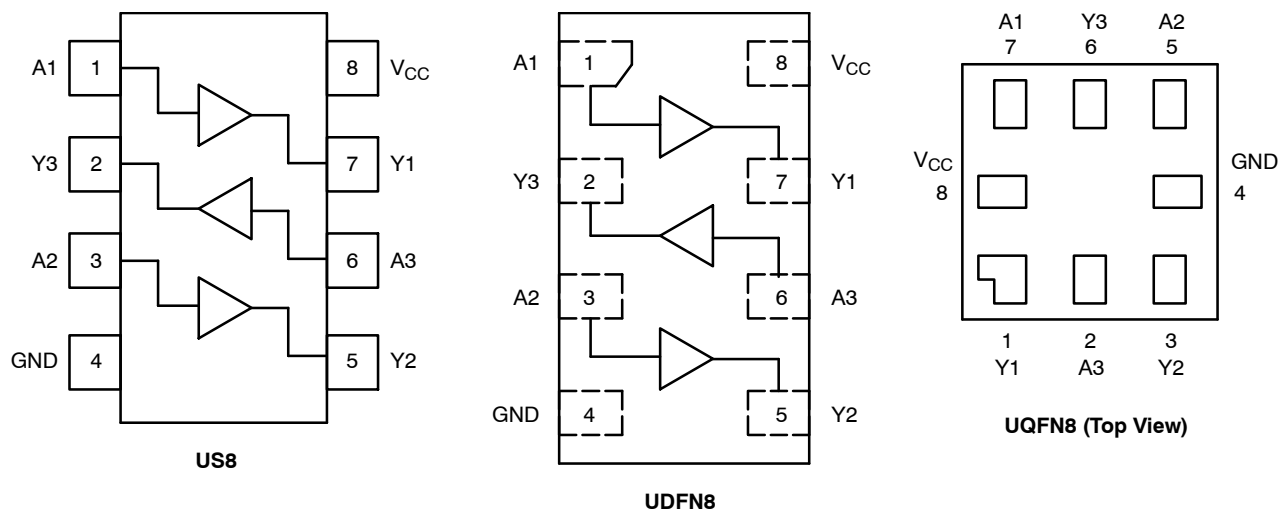 A1 1 8 VCC
Y3 2 7 Y1
A2 3 6 A3
GND 4 5 Y2
US8
A1 1 8 VCC
Y3 2 7 Y1
A2 3 6 A3
GND 4 5 Y2
UDFN8
A1 Y3 A2
7 6 5
VCC GND
8 4
1 2 3
Y1 A3 Y2
UQFN8 (Top View)